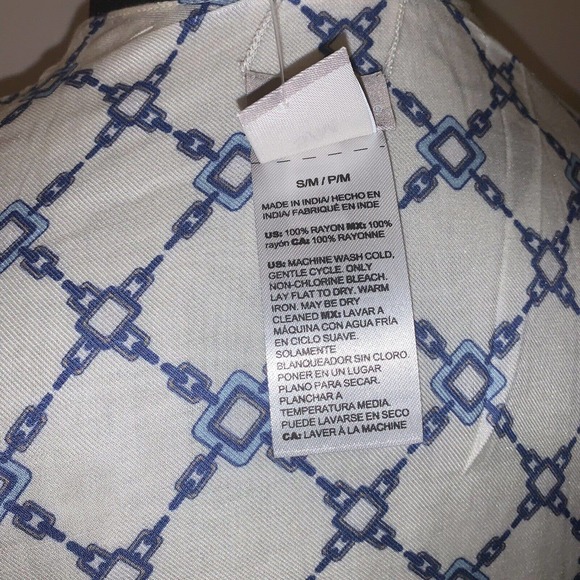 S/M / P/M
MADE IN INDIA/ HECHO EN
INDIA/ FABRIQUÉ EN INDE
US: 100% RAYON MX: 100%
rayón CA: 100% RAYONNE
US: MACHINE WASH COLD,
GENTLE CYCLE. ONLY
NON-CHLORINE BLEACH.
LAY FLAT TO DRY. WARM
IRON. MAY BE DRY
CLEANED MX: LAVAR A
MÁQUINA CON AGUA FRÍA
EN CICLO SUAVE.
SOLAMENTE
BLANQUEADOR SIN CLORO.
PONER EN UN LUGAR
PLANO PARA SECAR.
PLANCHAR A
TEMPERATURA MEDIA.
PUEDE LAVARSE EN SECO
CA: LAVER À LA MACHINE